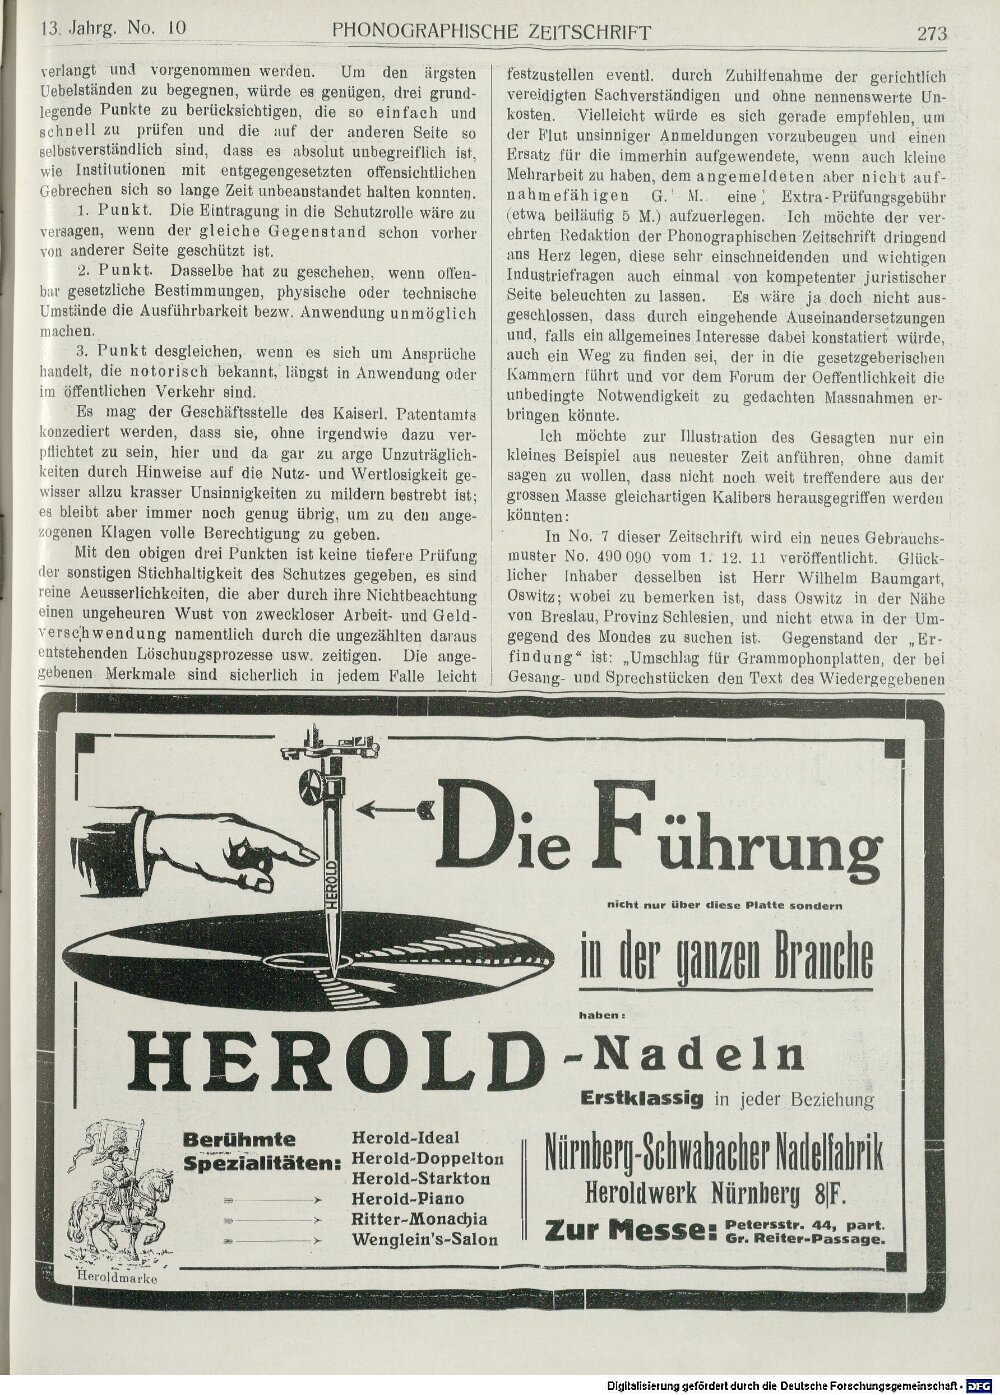 13. Jahrg. No. 10
PHONOGRAPHISCHE ZEITSCHRIFT
273
verlangt und vorgenommen werden. Um den ärgsten
Uebelständen zu begegnen, würde es genügen, drei grund-
legende Punkte zu berücksichtigen, die so einfach und
schnell zu prüfen und die auf der anderen Seite so
selbstverständlich sind, dass es absolut unbegreiflich ist,
wie Institutionen mit entgegengesetzten offensichtlichen
Gebrechen sich so lange Zeit unbeanstandet halten konnten.
1. Punkt. Die Eintragung in die Schutzrolle wäre zu
versagen, wenn der gleiche Gegenstand schon vorher
von anderer Seite geschützt ist.
2. Punkt. Dasselbe hat zu geschehen, wenn offen-
bar gesetzliche Bestimmungen, physische oder technische
Umstände die Ausführbarkeit bezw. Anwendung unmöglich
machen.
3. Punkt desgleichen, wenn es sich um Ansprüche
handelt, die notorisch bekannt, längst in Anwendung oder
im öffentlichen Verkehr sind.
Es mag der Geschäftsstelle des Kaiserl. Patentamts
konzediert werden, dass sie, ohne irgendwie dazu ver-
pflichtet zu sein, hier und da gar zu arge Unzuträglich-
keiten durch Hinweise auf die Nutz- und Wertlosigkeit ge-
wisser allzu krasser Unsinnigkeiten zu mildern bestrebt ist;
es bleibt aber immer noch genug übrig, um zu den ange-
zogenen Klagen volle Berechtigung zu geben.
Mit den obigen drei Punkten ist keine tiefere Prüfung
der sonstigen Stichhaltigkeit des Schutzes gegeben, es sind
reine Aeusserlichkeiten, die aber durch ihre Nichtbeachtung
einen ungeheuren Wust von zweckloser Arbeit- und Geld-
verschwendung namentlich durch die ungezählten daraus
entstehenden Löschungsprozesse usw. zeitigen. Die ange-
gebenen Merkmale sind sicherlich in jedem Falle leicht
festzustellen eventl. durch Zuhilfenahme der gerichtlich
vereidigten Sachverständigen und ohne nennenswerte Un-
kosten. Vielleicht würde es sich gerade empfehlen, um
der Flut unsinniger Anmeldungen vorzubeugen und einen
Ersatz für die immerhin aufgewendete, wenn auch kleine
Mehrarbeit zu haben, dem angemeldeten aber nicht auf-
nahmefähigen G. M. eine Extra-Prüfungsgebühr
(etwa beiläufig 5 M.) aufzuerlegen. Ich möchte der ver-
ehrten Redaktion der Phonographischen Zeitschrift dringend
ans Herz legen, diese sehr einschneidenden und wichtigen
Industriefragen auch einmal von kompetenter juristischer
Seite beleuchten zu lassen. Es wäre ja doch nicht aus-
geschlossen, dass durch eingehende Auseinandersetzungen
und, falls ein allgemeines Interesse dabei konstatiert würde,
auch ein Weg zu finden sei, der in die gesetzgeberischen
Kammern führt und vor dem Forum der Oeffentlichkeit die
unbedingte Notwendigkeit zu gedachten Massnahmen er-
bringen könnte.
Ich möchte zur Illustration des Gesagten nur ein
kleines Beispiel aus neuester Zeit anführen, ohne damit
sagen zu wollen, dass nicht noch weit treffendere aus der
grossen Masse gleichartigen Kalibers herausgegriffen werden
könnten:
In No. 7 dieser Zeitschrift wird ein neues Gebrauchs-
muster No. 490 090 vom 1. 12. 11 veröffentlicht. Glück-
licher Inhaber desselben ist Herr Wilhelm Baumgart,
Oswitz; wobei zu bemerken ist, dass Oswitz in der Nähe
von Breslau, Provinz Schlesien, und nicht etwa in der Um-
gegend des Mondes zu suchen ist. Gegenstand der „Er-
findung“ ist: „Umschlag für Grammophonplatten, der bei
Gesang- und Sprechstücken den Text des Wiedergegebenen
HEROLD
Die Führung
nicht nur über diese Platte sondern
in der ganzen Branche
haben:
HEROLD-Nadeln
Erstklassig in jeder Beziehung
Heroldmarke
Berühmte
Spezialitäten:
Herold-Ideal
Herold-Doppelton
Herold-Starkton
Herold-Piano
Ritter-Monachia
Wenglein's-Salon
Nürnberg-Schwabacher Nadelfabrik
Heroldwerk Nürnberg 8|F.
Zur Messe: Petersstr. 44, part.
Gr. Reiter-Passage.
Digitalisierung gefördert durch die Deutsche Forschungsgemeinschaft - DFG